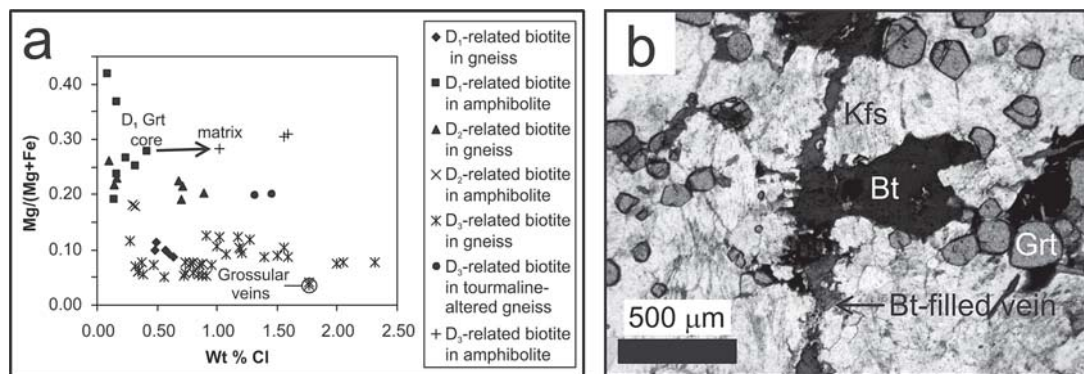 a
Mg/(Mg+Fe)
0.40
0.30
0.20
0.10
0.00
0.00 0.50 1.00 1.50 2.00 2.50
Wt % Cl
D, Grt
core
matrix
Grossular
veins
D₁-related biotite
in gneiss
D₁-related biotite
in amphibolite
D₂-related biotite
in gneiss
D₂-related biotite
in amphibolite
D₃-related biotite
in gneiss
D₃-related biotite
in tourmaline-
altered gneiss
D₃-related biotite
in amphibolite
b
Kfs
Bt
Grt
Bt-filled vein
500 μm